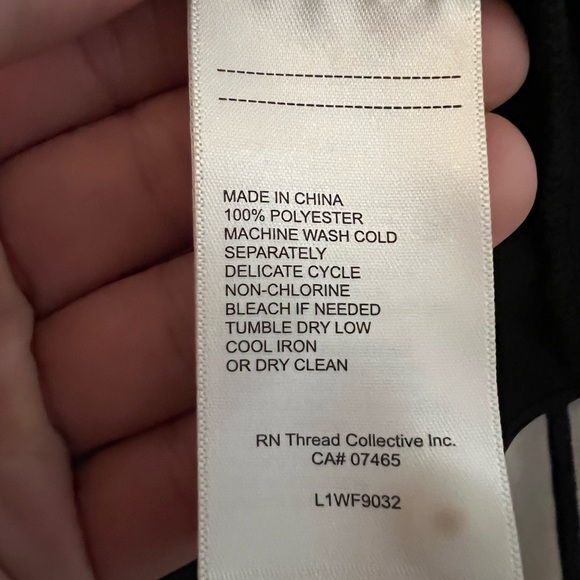 MADE IN CHINA
100% POLYESTER
MACHINE WASH COLD
SEPARATELY
DELICATE CYCLE
NON-CHLORINE
BLEACH IF NEEDED
TUMBLE DRY LOW
COOL IRON
OR DRY CLEAN
RN Thread Collective Inc.
CA# 07465
L1WF9032